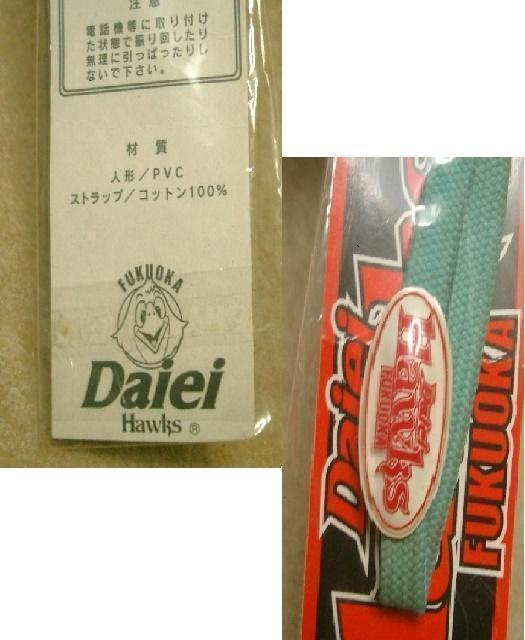 注意
電話機等に取り付け
た状態で振り回したり
無理に引っぱったりし
ないで下さい。
材質
人形／PVC
ストラップ／コットン100%
FUKUOKA
Daiei
Hawks ®
Daiei
FUKUOKA
Daiei
Hawks
FUKUOKA